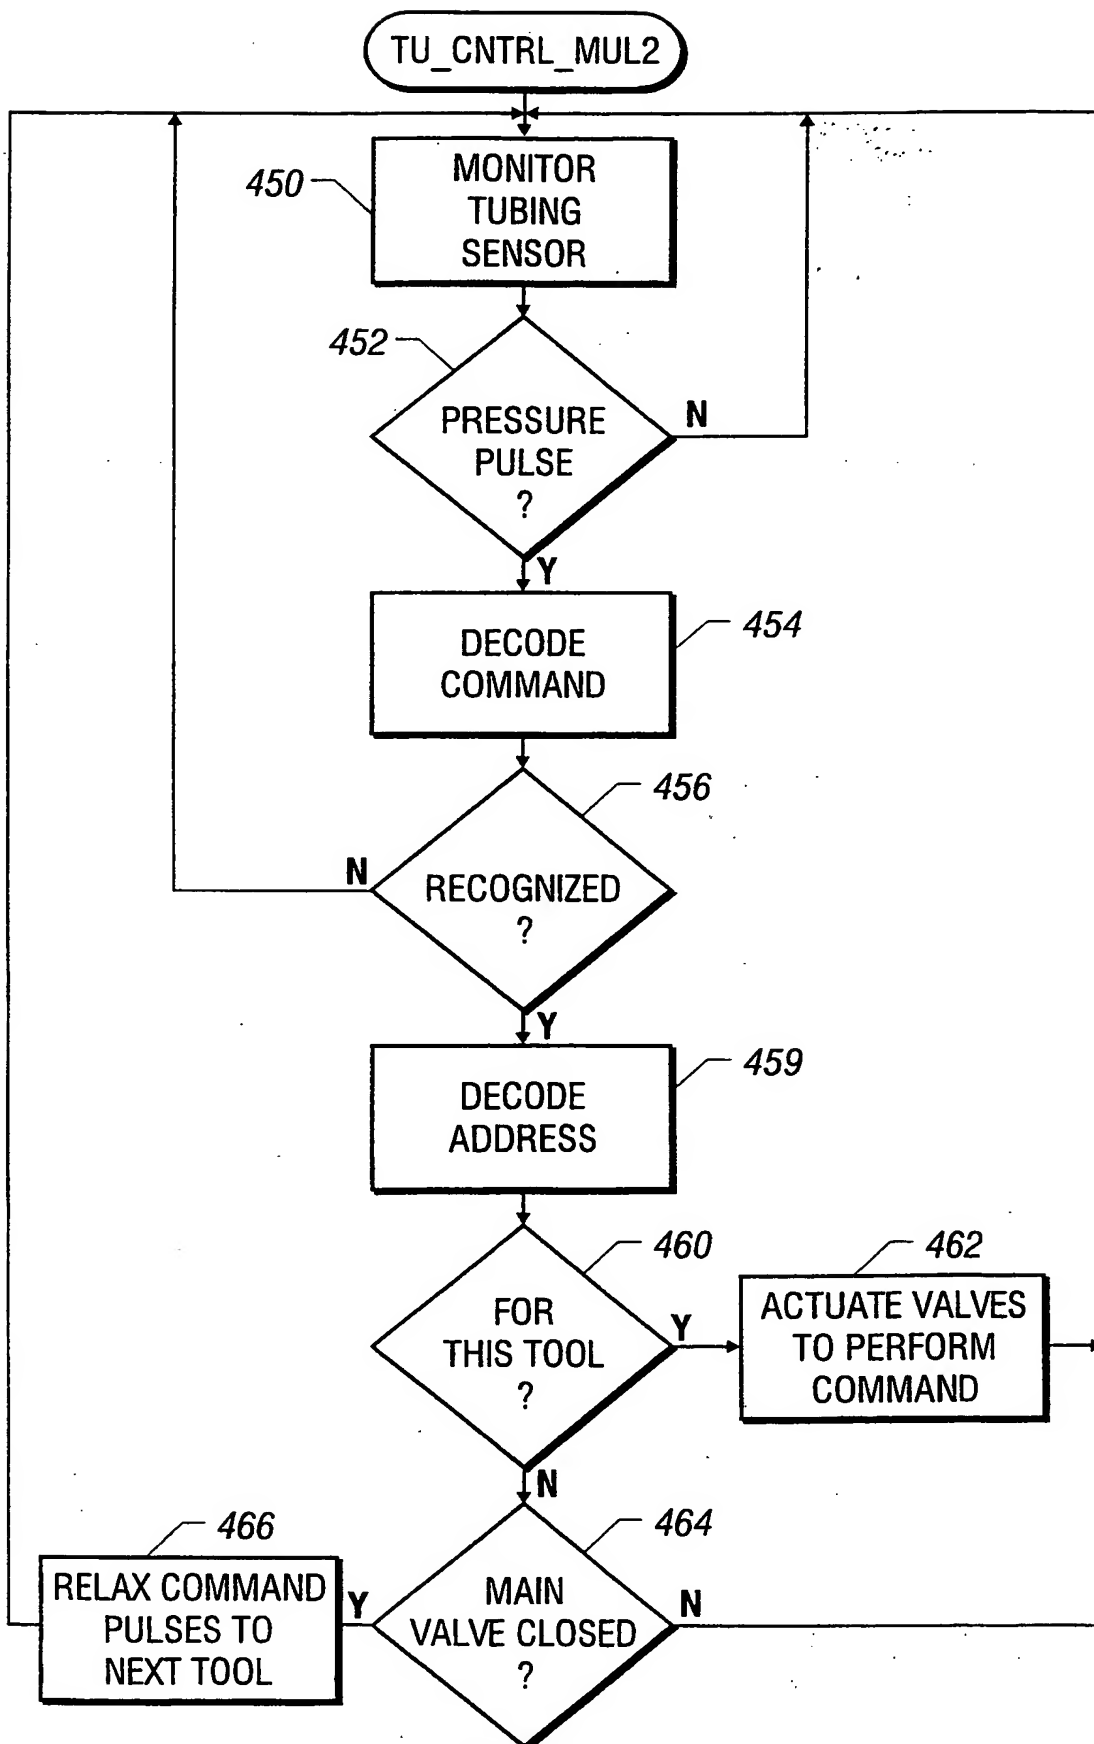 TU_CNTRL_MUL2
450
MONITOR
TUBING
SENSOR
452
PRESSURE
PULSE
?
N
Y
DECODE
COMMAND
454
456
N
RECOGNIZED
?
Y
459
DECODE
ADDRESS
460
FOR
THIS TOOL
?
Y
462
ACTUATE VALVES
TO PERFORM
COMMAND
N
464
MAIN
VALVE CLOSED
?
Y
N
466
RELAX COMMAND
PULSES TO
NEXT TOOL